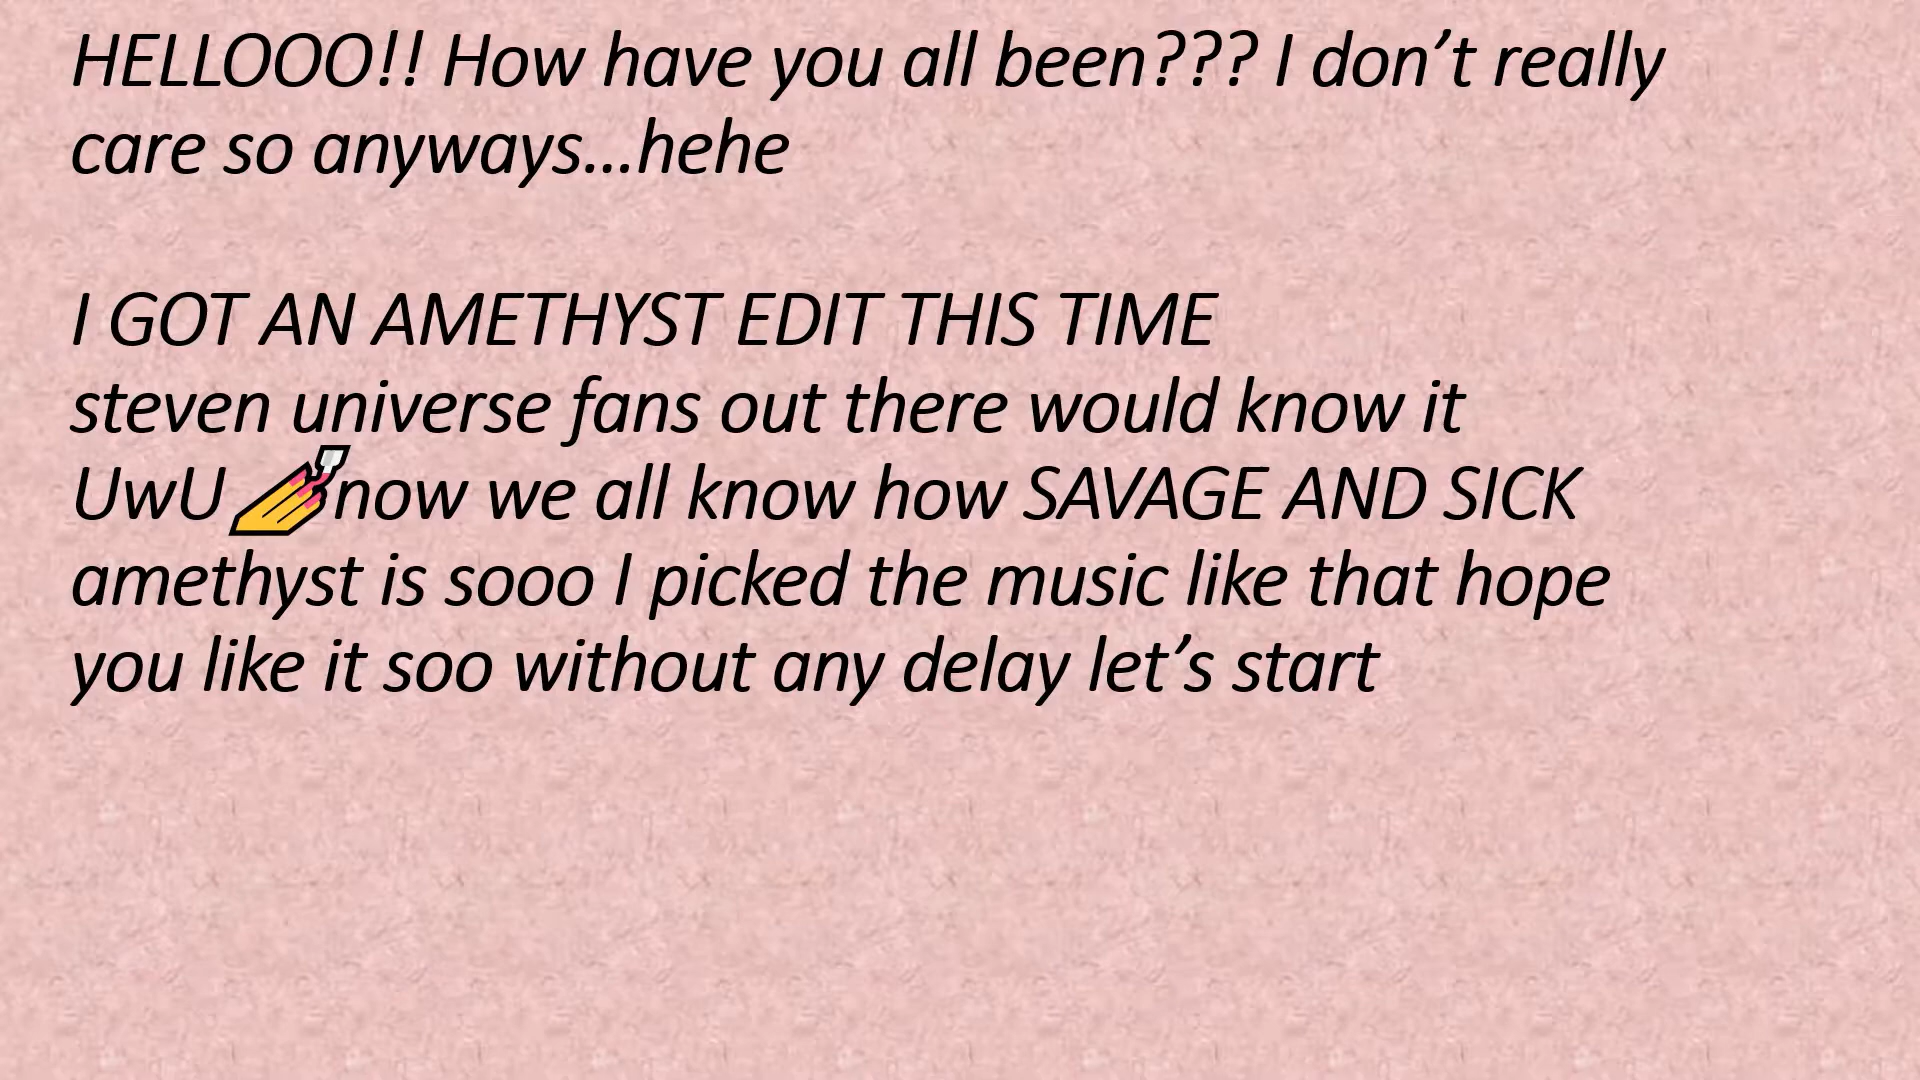 HELLOOO!! How have you all been??? I don’t really
care so anyways...hehe
I GOT AN AMETHYST EDIT THIS TIME
steven universe fans out there would know it
UwU 💅now we all know how SAVAGE AND SICK
amethyst is sooo I picked the music like that hope
you like it soo without any delay let’s start